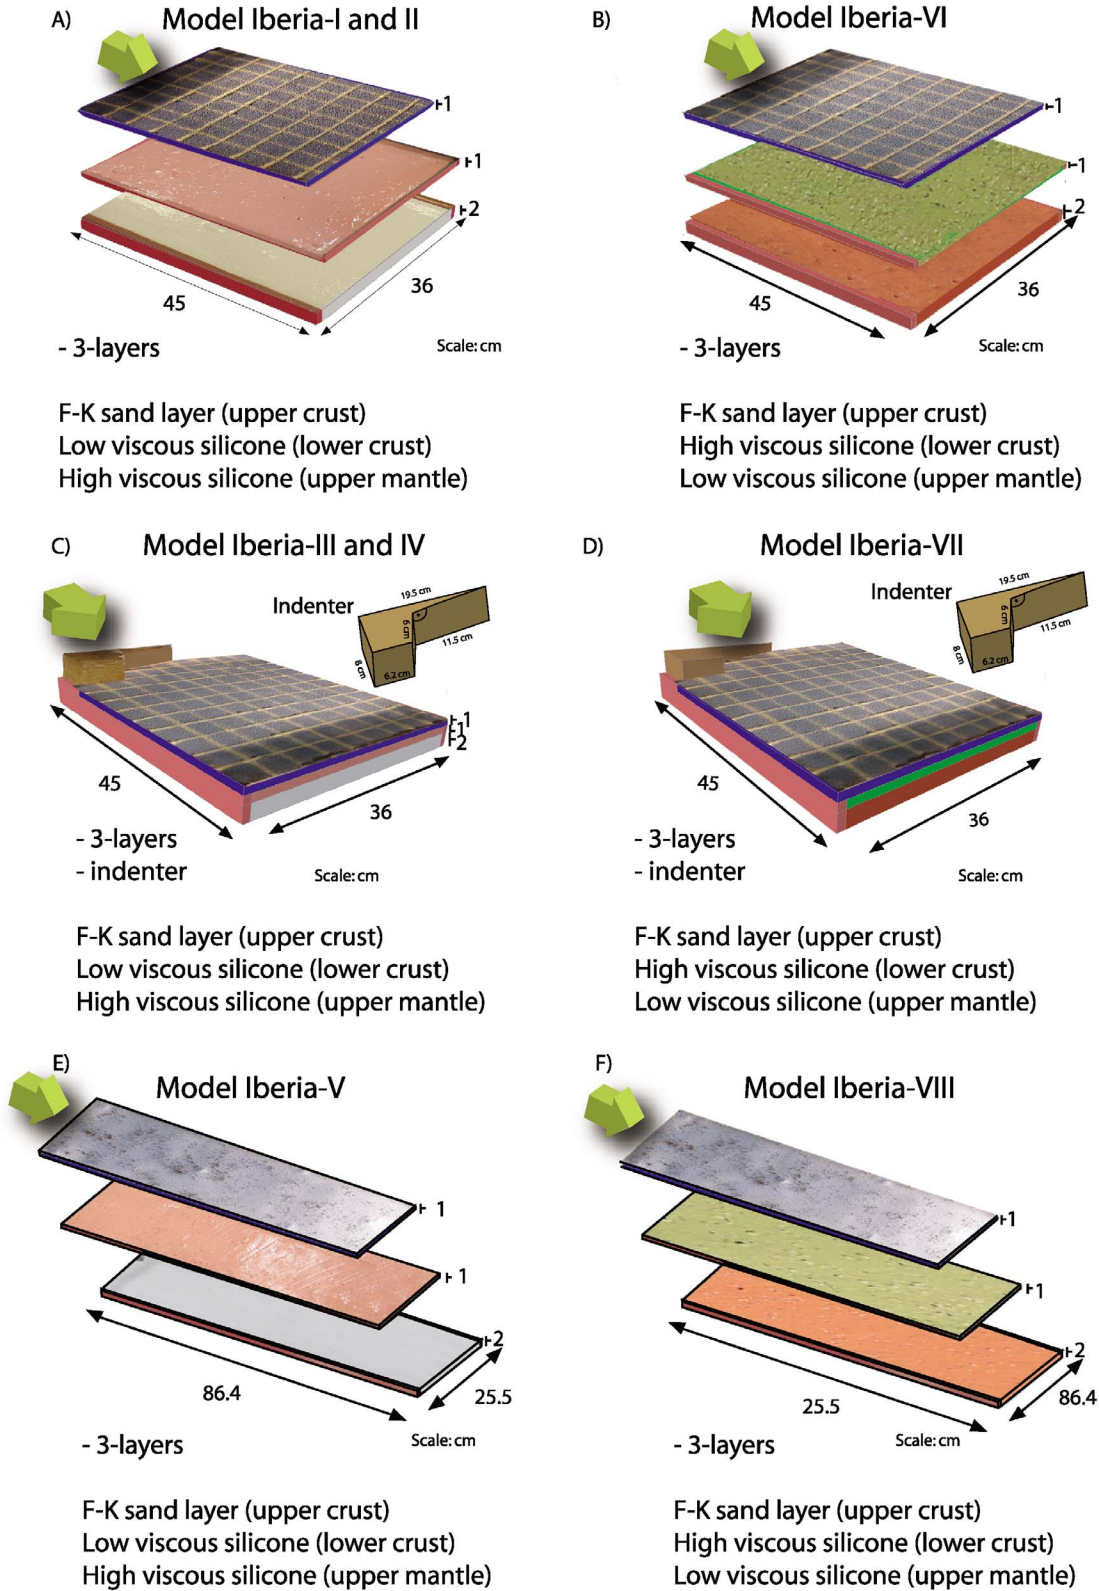 A)
Model Iberia-I and II
1
1
2
45
36
- 3-layers
Scale: cm
F-K sand layer (upper crust)
Low viscous silicone (lower crust)
High viscous silicone (upper mantle)
B)
Model Iberia-VI
1
1
2
45
36
- 3-layers
Scale: cm
F-K sand layer (upper crust)
High viscous silicone (lower crust)
Low viscous silicone (upper mantle)
C)
Model Iberia-III and IV
Indenter
19.5 cm
6 cm
11.5 cm
8 cm
6.2 cm
1
1
2
45
36
- 3-layers
- indenter
Scale: cm
F-K sand layer (upper crust)
Low viscous silicone (lower crust)
High viscous silicone (upper mantle)
D)
Model Iberia-VII
Indenter
19.5 cm
6 cm
11.5 cm
8 cm
6.2 cm
45
36
- 3-layers
- indenter
Scale: cm
F-K sand layer (upper crust)
High viscous silicone (lower crust)
Low viscous silicone (upper mantle)
E)
Model Iberia-V
1
1
2
86.4
25.5
- 3-layers
Scale: cm
F-K sand layer (upper crust)
Low viscous silicone (lower crust)
High viscous silicone (upper mantle)
F)
Model Iberia-VIII
1
1
2
25.5
86.4
- 3-layers
Scale: cm
F-K sand layer (upper crust)
High viscous silicone (lower crust)
Low viscous silicone (upper mantle)